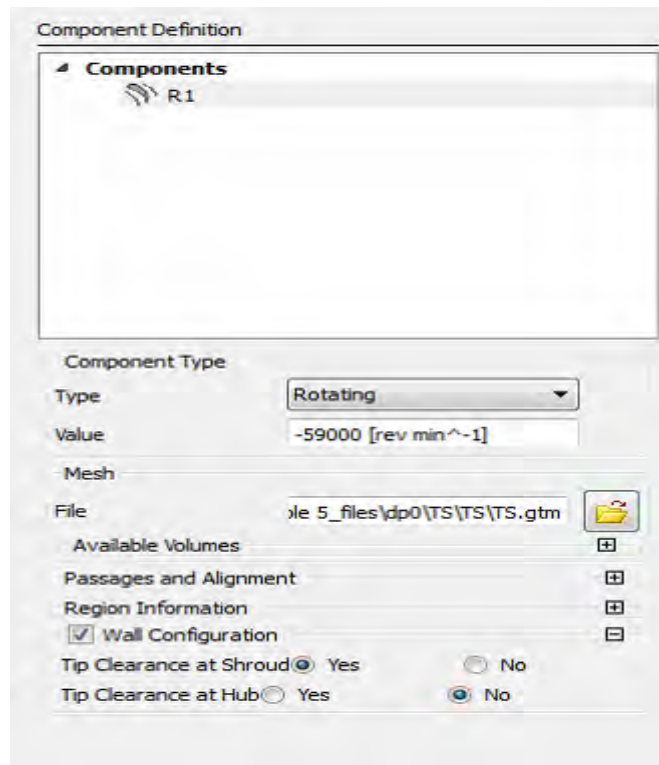 Component Definition
Components
R1
Component Type
Type Rotating
Value -59000 [rev min^-1]
Mesh
File ple 5_files\dp0\TS\TS\TS.gtm
Available Volumes
Passages and Alignment
Region Information
Wall Configuration
Tip Clearance at Shroud Yes No
Tip Clearance at Hub Yes No